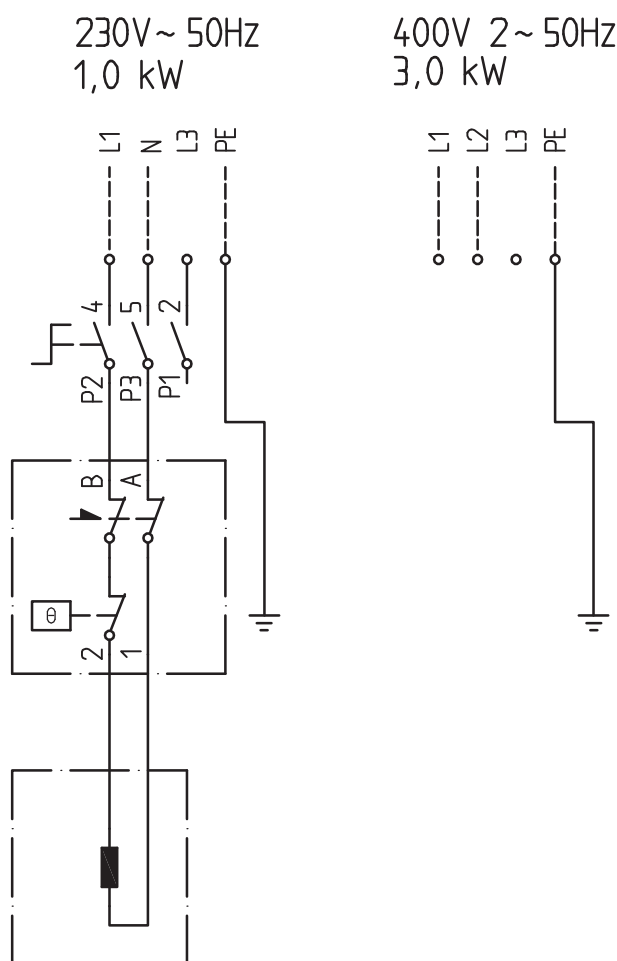 230V ~ 50Hz
1,0 kW
400V 2 ~ 50Hz
3,0 kW
L1 N L3 PE
L1 L2 L3 PE
4 5 2
P2 P3 P1
B A
θ
2 1